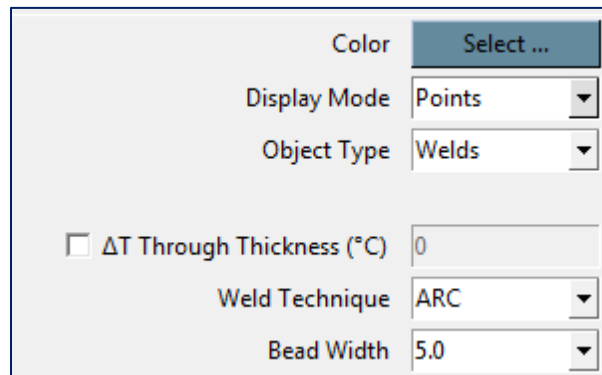 Color Select ...
Display Mode Points
Object Type Welds
ΔT Through Thickness (°C) 0
Weld Technique ARC
Bead Width 5.0